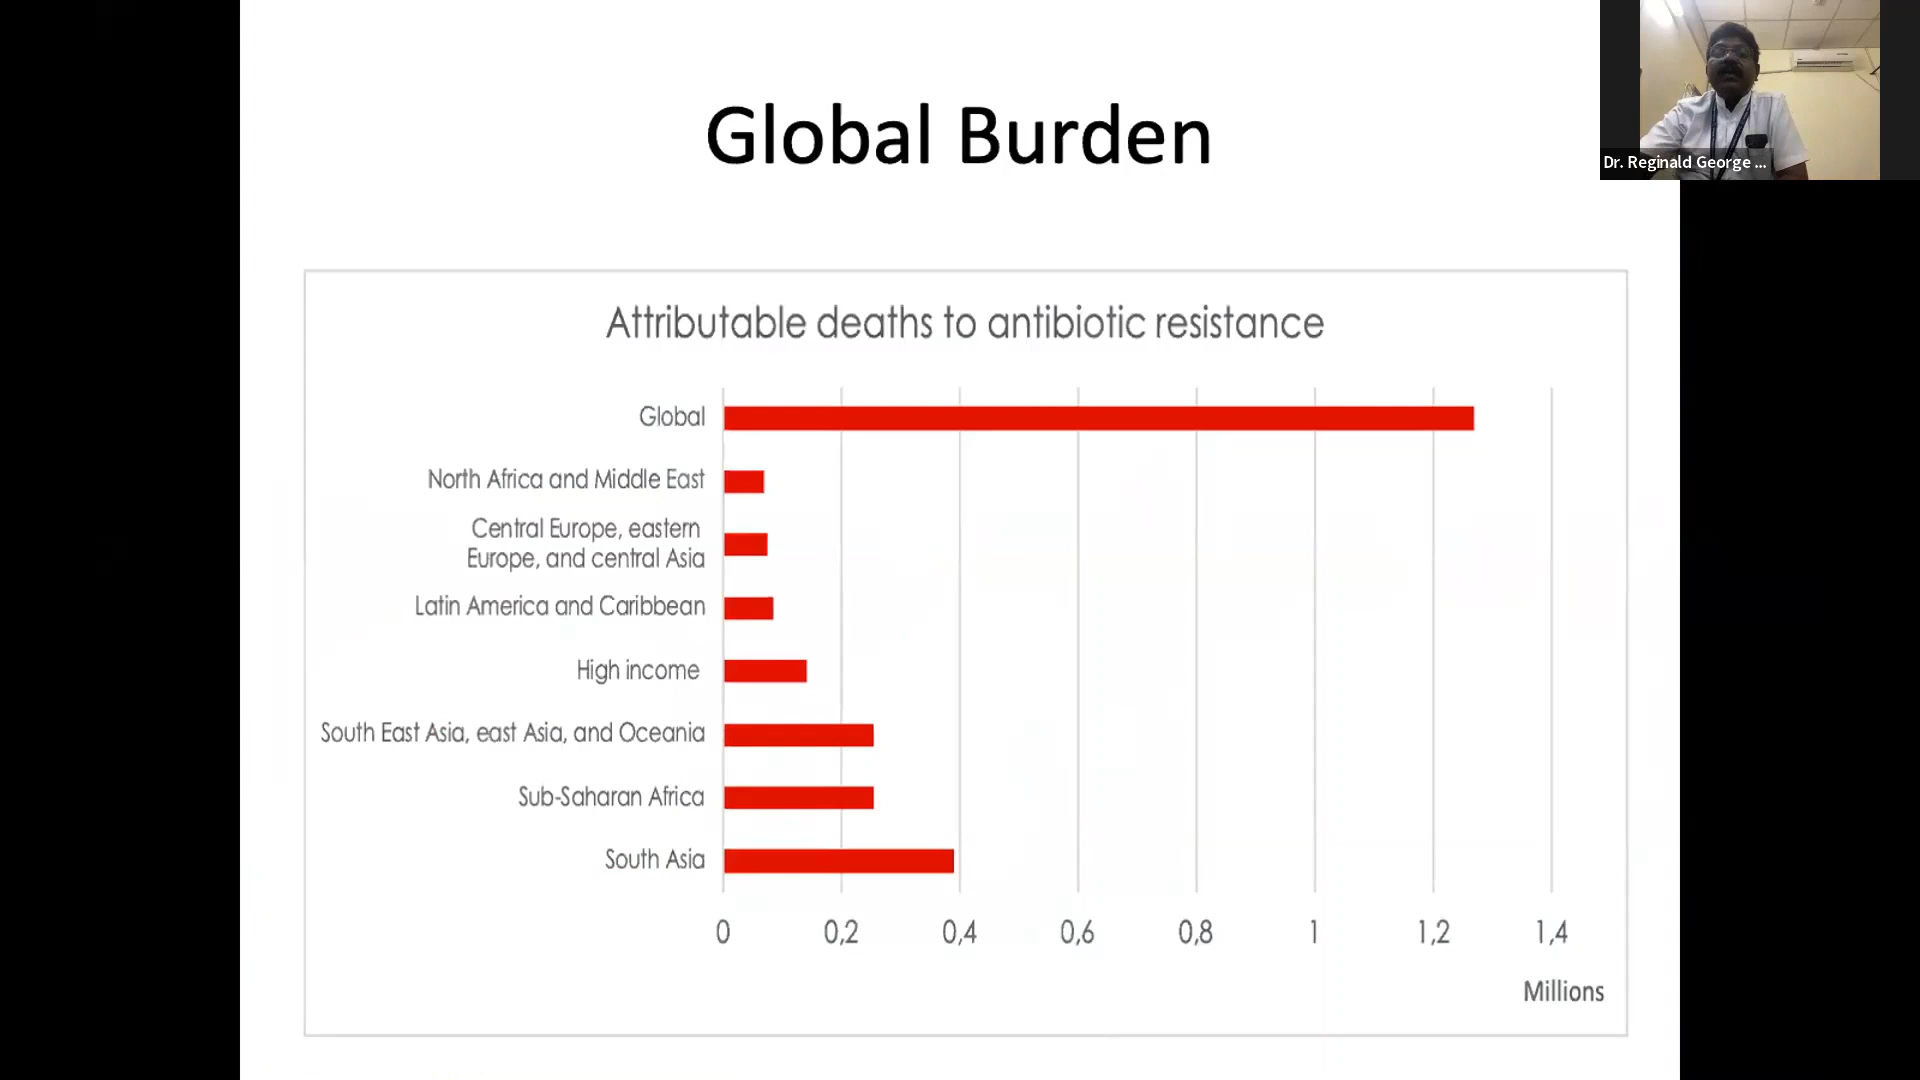 Global Burden
Dr. Reginald George ...
Attributable deaths to antibiotic resistance
Global
North Africa and Middle East
Central Europe, eastern
Europe, and central Asia
Latin America and Caribbean
High income
South East Asia, east Asia, and Oceania
Sub-Saharan Africa
South Asia
0 0,2 0,4 0,6 0,8 1 1,2 1,4
Millions